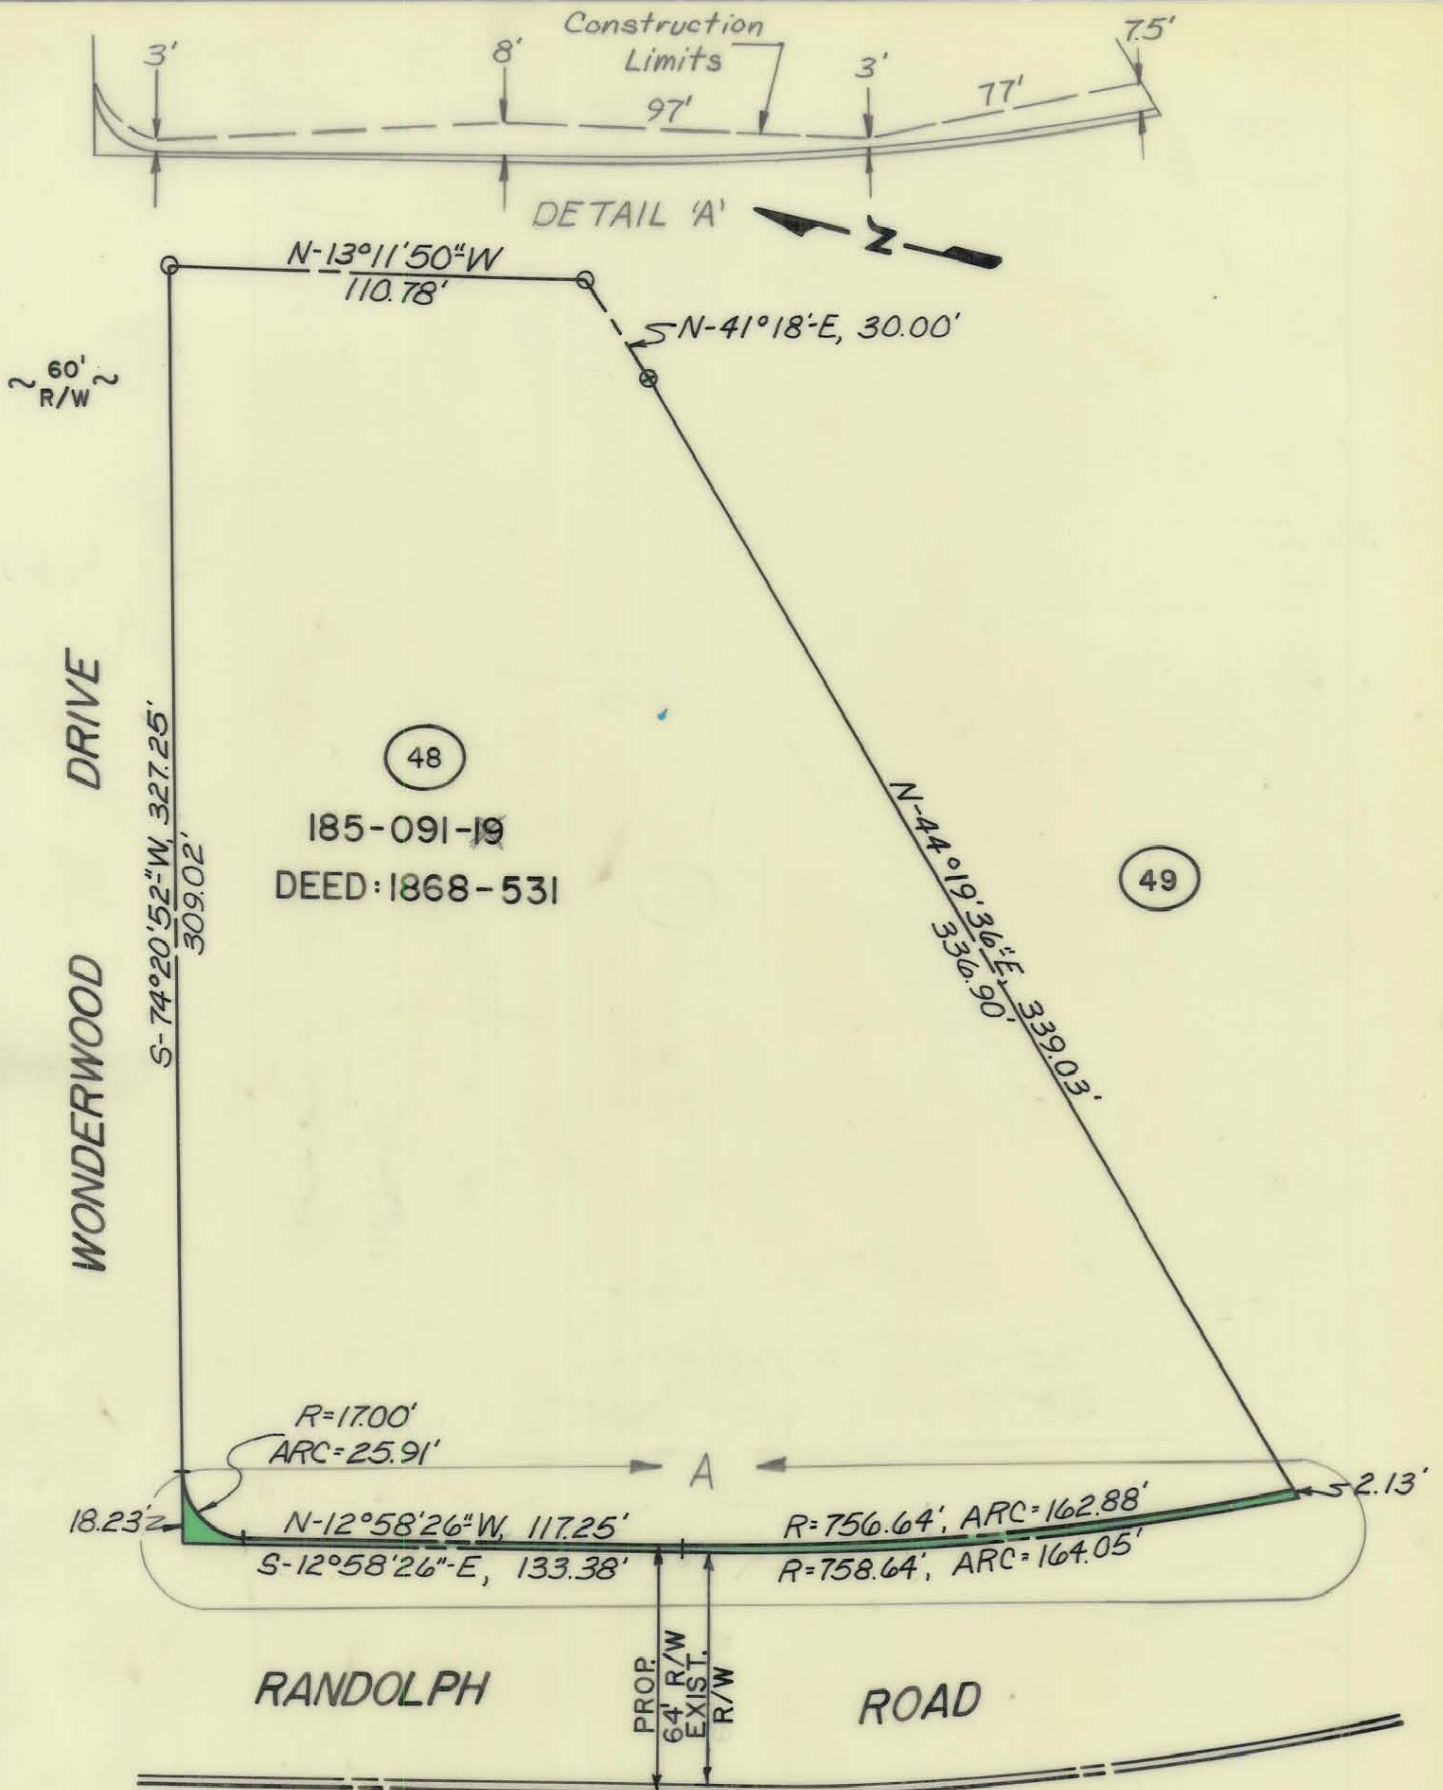 Construction
Limits
3'
8'
97'
3'
77'
7.5'
DETAIL 'A'
N
N-13°11'50"W
110.78'
N-41°18'-E, 30.00'
60'
R/W
WONDERWOOD DRIVE
S-74°20'52"W, 327.25'
309.02'
48
185-091-19
DEED: 1868-531
49
N-44°19'36"E, 339.03'
336.90'
R=17.00'
ARC=25.91'
A
18.23'
2.13'
N-12°58'26"W, 117.25'
S-12°58'26"-E, 133.38'
R=756.64', ARC=162.88'
R=758.64', ARC=164.05'
PROP.
64' R/W
EXIST.
R/W
RANDOLPH ROAD